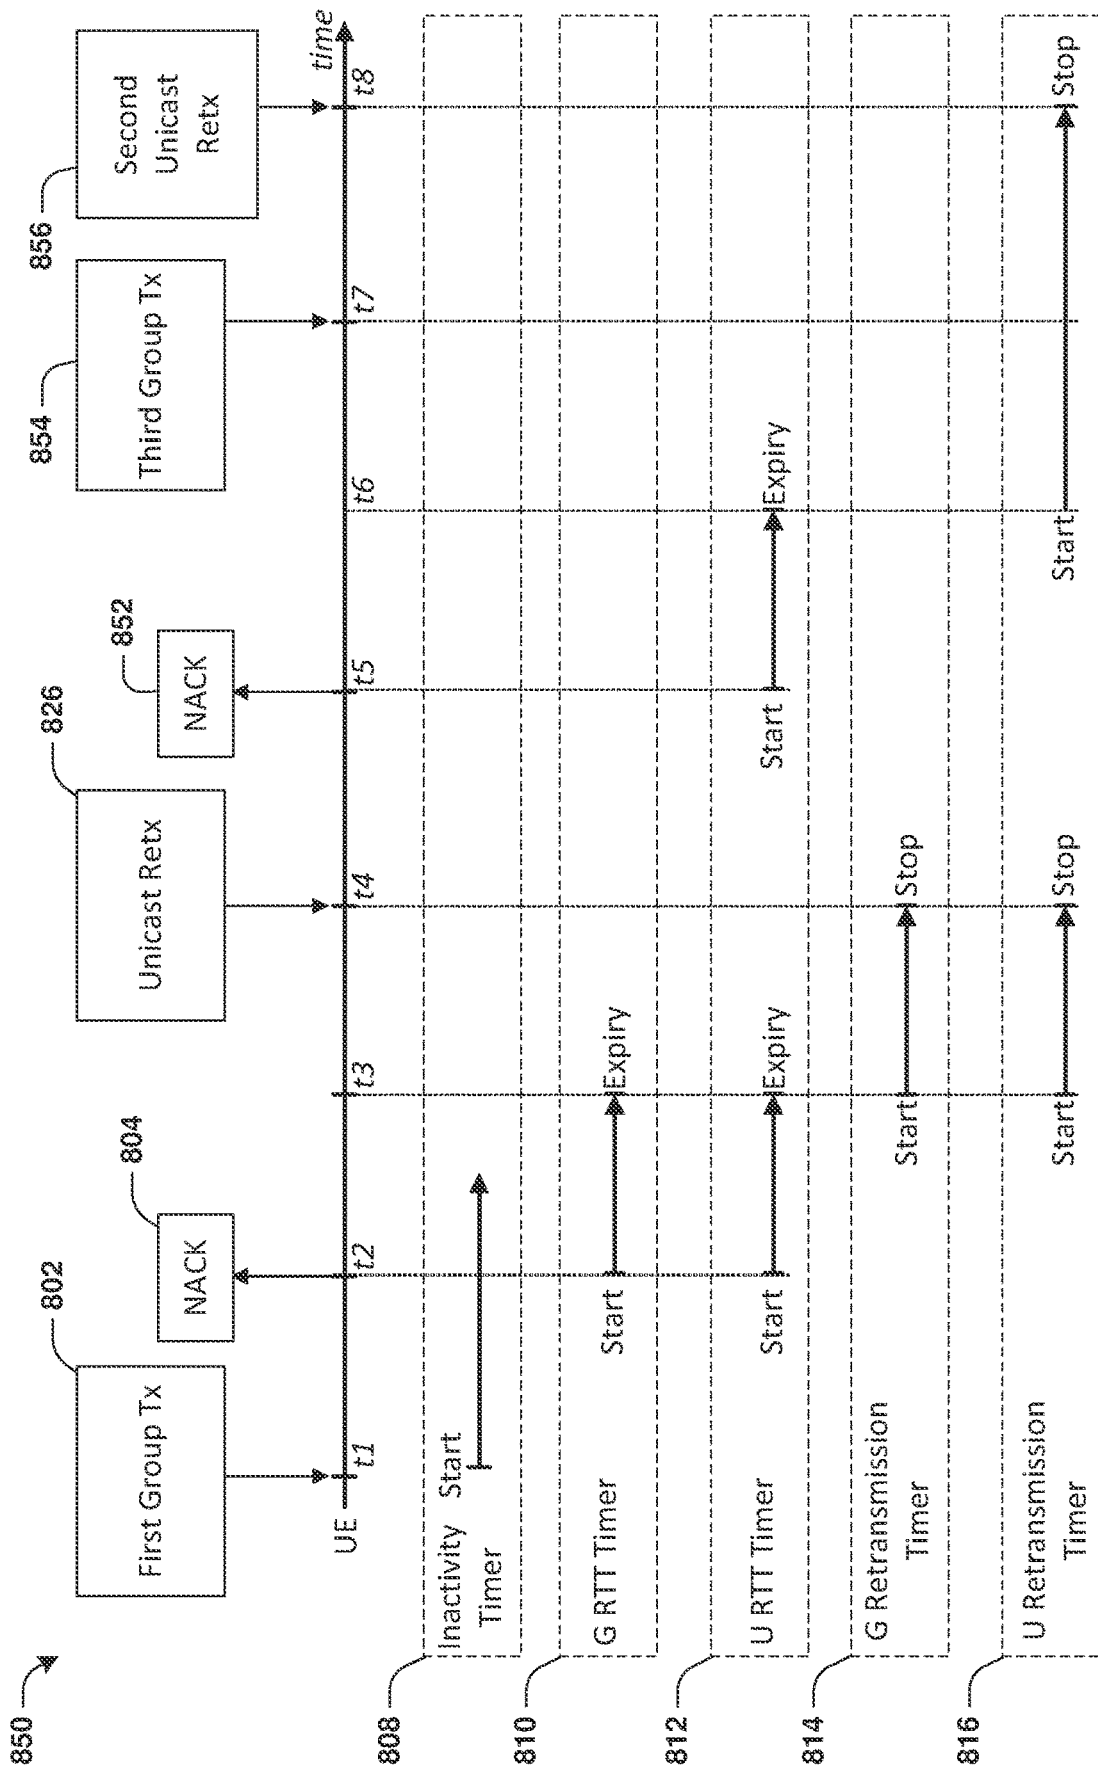 850
802
First Group Tx
804
NACK
826
Unicast Retx
852
NACK
854
Third Group Tx
856
Second
Unicast
Retx
UE
t1
t2
t3
t4
t5
t6
t7
t8
time
808
Inactivity
Timer
Start
810
G RTT Timer
Start
Expiry
812
U RTT Timer
Start
Expiry
Start
Expiry
814
G Retransmission
Timer
Start
Stop
816
U Retransmission
Timer
Start
Stop
Start
Stop